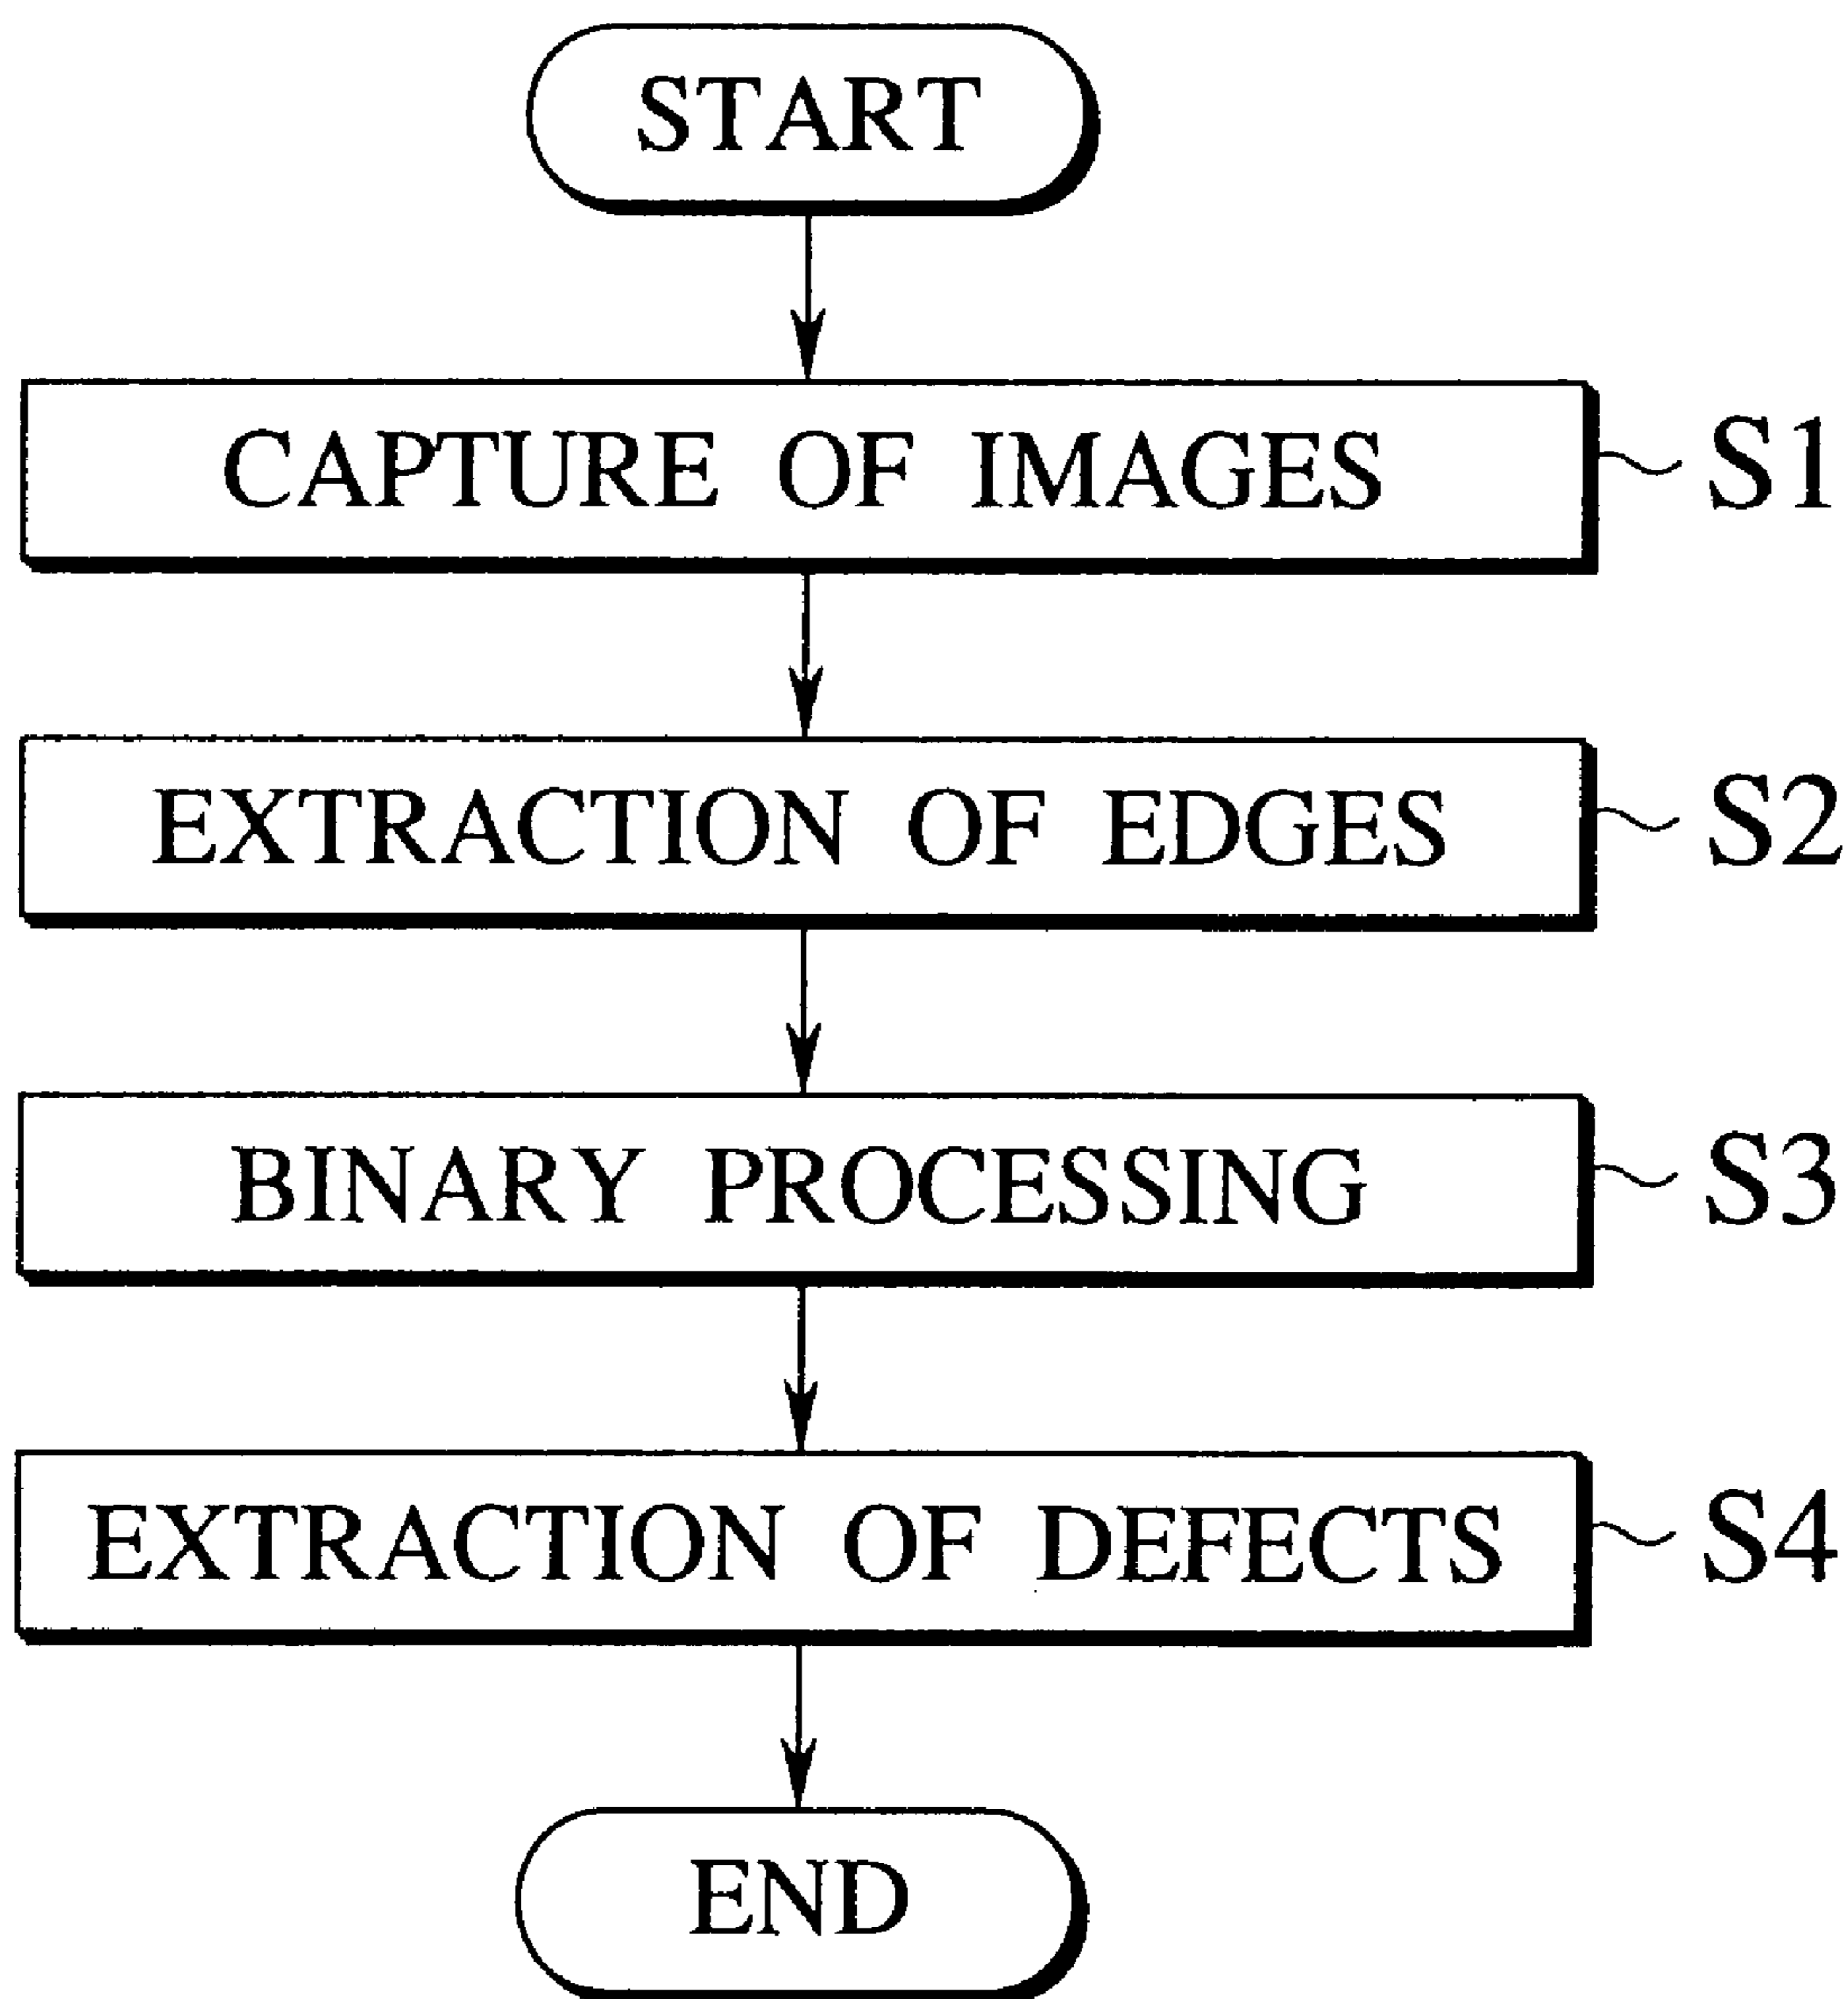 START
CAPTURE OF IMAGES S1
EXTRACTION OF EDGES S2
BINARY PROCESSING S3
EXTRACTION OF DEFECTS S4
END